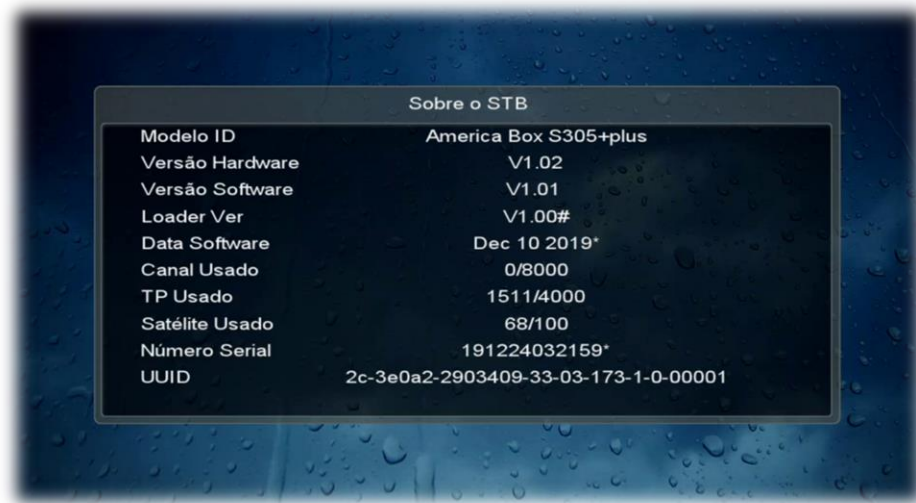 Sobre o STB
Modelo ID America Box S305+plus
Versão Hardware V1.02
Versão Software V1.01
Loader Ver V1.00#
Data Software Dec 10 2019*
Canal Usado 0/8000
TP Usado 1511/4000
Satélite Usado 68/100
Número Serial 191224032159*
UUID 2c-3e0a2-2903409-33-03-173-1-0-00001